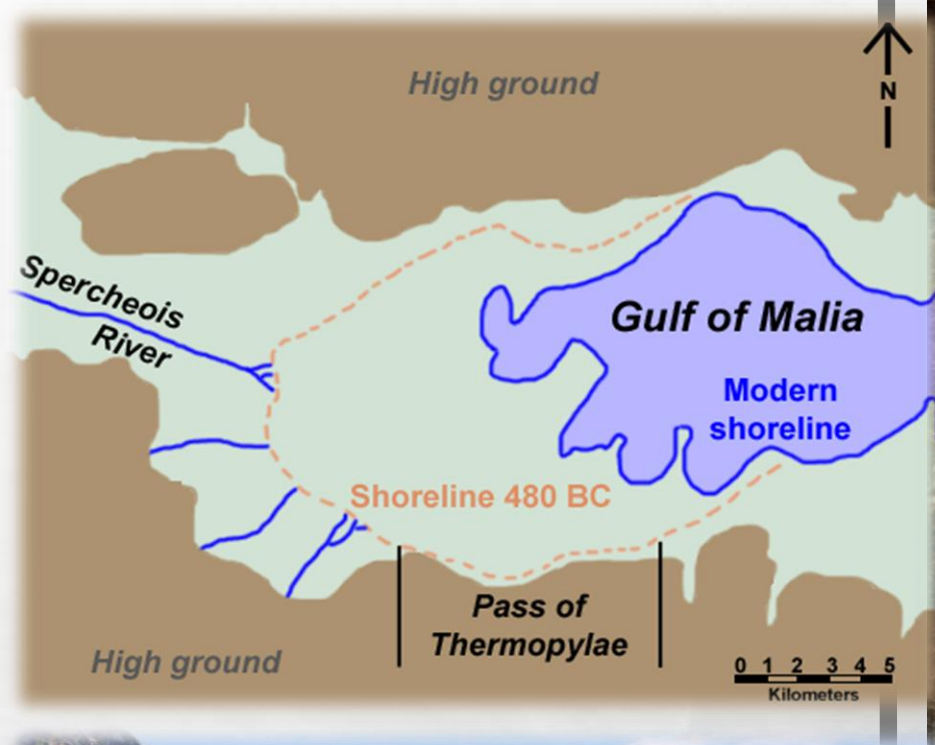 High ground
N
Spercheois
River
Gulf of Malia
Modern
shoreline
Shoreline 480 BC
Pass of
Thermopylae
High ground
0 1 2 3 4 5
Kilometers